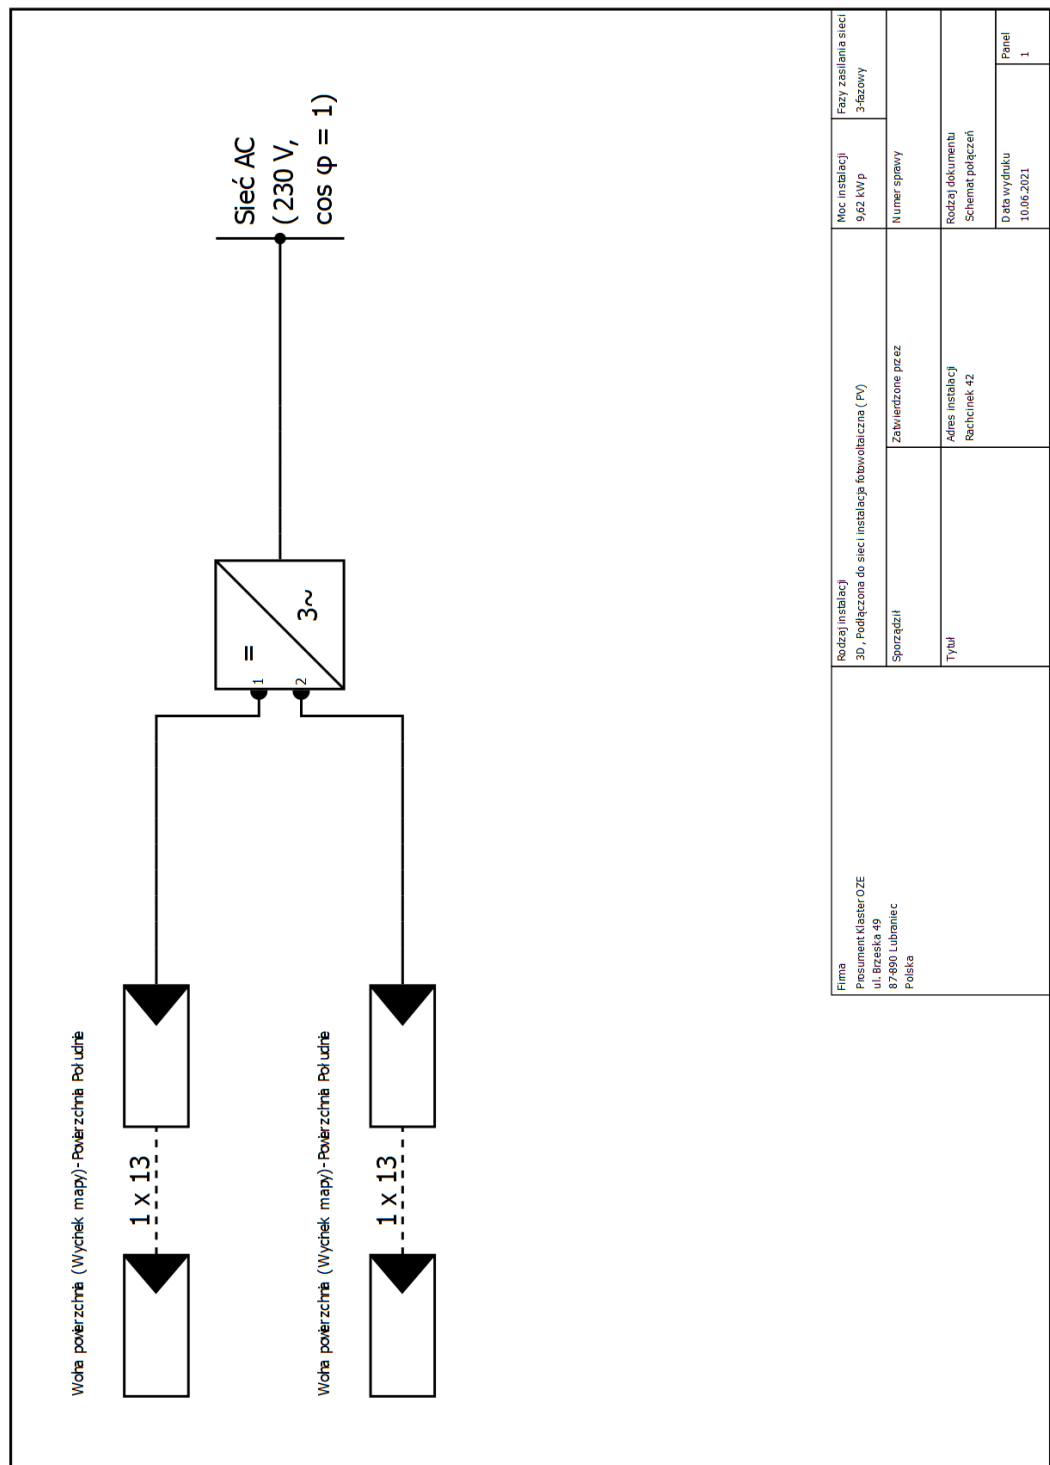 Sieć AC
(230 V,
cos φ = 1)
=
3~
1
2
Wolna powierzchnia (Wycinek mapy)-Powierzchnia Południe
1 x 13
Wolna powierzchnia (Wycinek mapy)-Powierzchnia Południe
1 x 13
Firma
Prosument Klaster OZE
ul. Brzeska 49
87-890 Lubraniec
Polska
Rodzaj instalacji
3D, Podłączona do sieci instalacja fotowoltaiczna (PV)
Moc instalacji
9,62 kWp
Fazy zasilania sieci
3-fazowy
Sporządził
Zatwierdzone przez
Numer sprawy
Tytuł
Adres instalacji
Rachcinek 42
Rodzaj dokumentu
Schemat połączeń
Data wydruku
10.06.2021
Panel
1